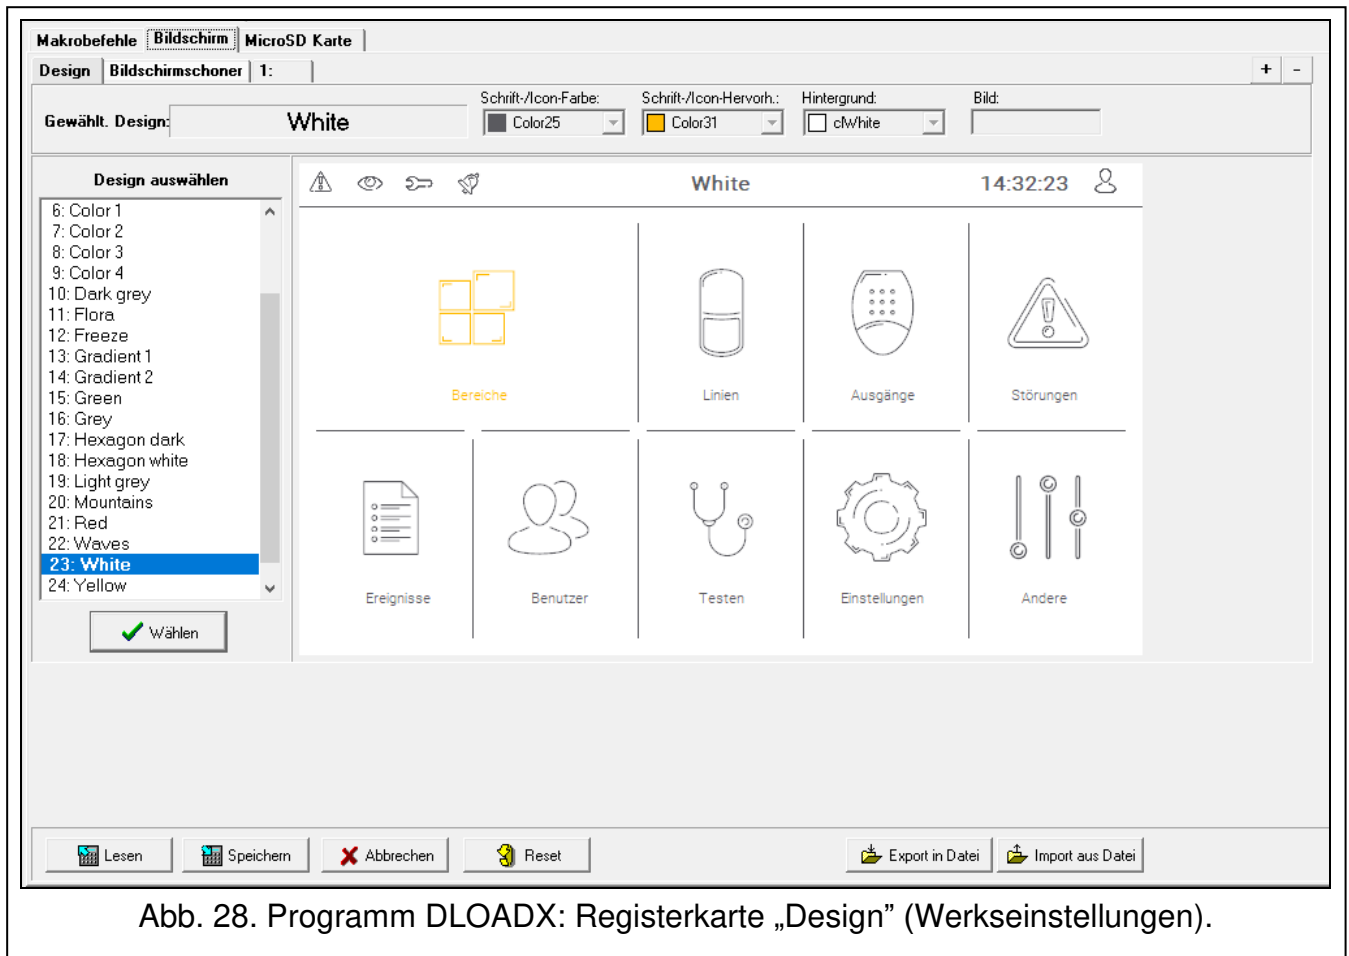 Makrobefehle Bildschirm MicroSD Karte
Design Bildschirmschoner 1: + -
Schrift-/Icon-Farbe: Schrift-/Icon-Hervorh.: Hintergrund: Bild:
Gewählt. Design: White Color25 Color31 clWhite
Design auswählen
6: Color 1
7: Color 2
8: Color 3
9: Color 4
10: Dark grey
11: Flora
12: Freeze
13: Gradient 1
14: Gradient 2
15: Green
16: Grey
17: Hexagon dark
18: Hexagon white
19: Light grey
20: Mountains
21: Red
22: Waves
23: White
24: Yellow
Wählen
White 14:32:23
Bereiche Linien Ausgänge Störungen
Ereignisse Benutzer Testen Einstellungen Andere
Lesen Speichern Abbrechen Reset Export in Datei Import aus Datei
Abb. 28. Programm DLOADX: Registerkarte „Design” (Werkseinstellungen).